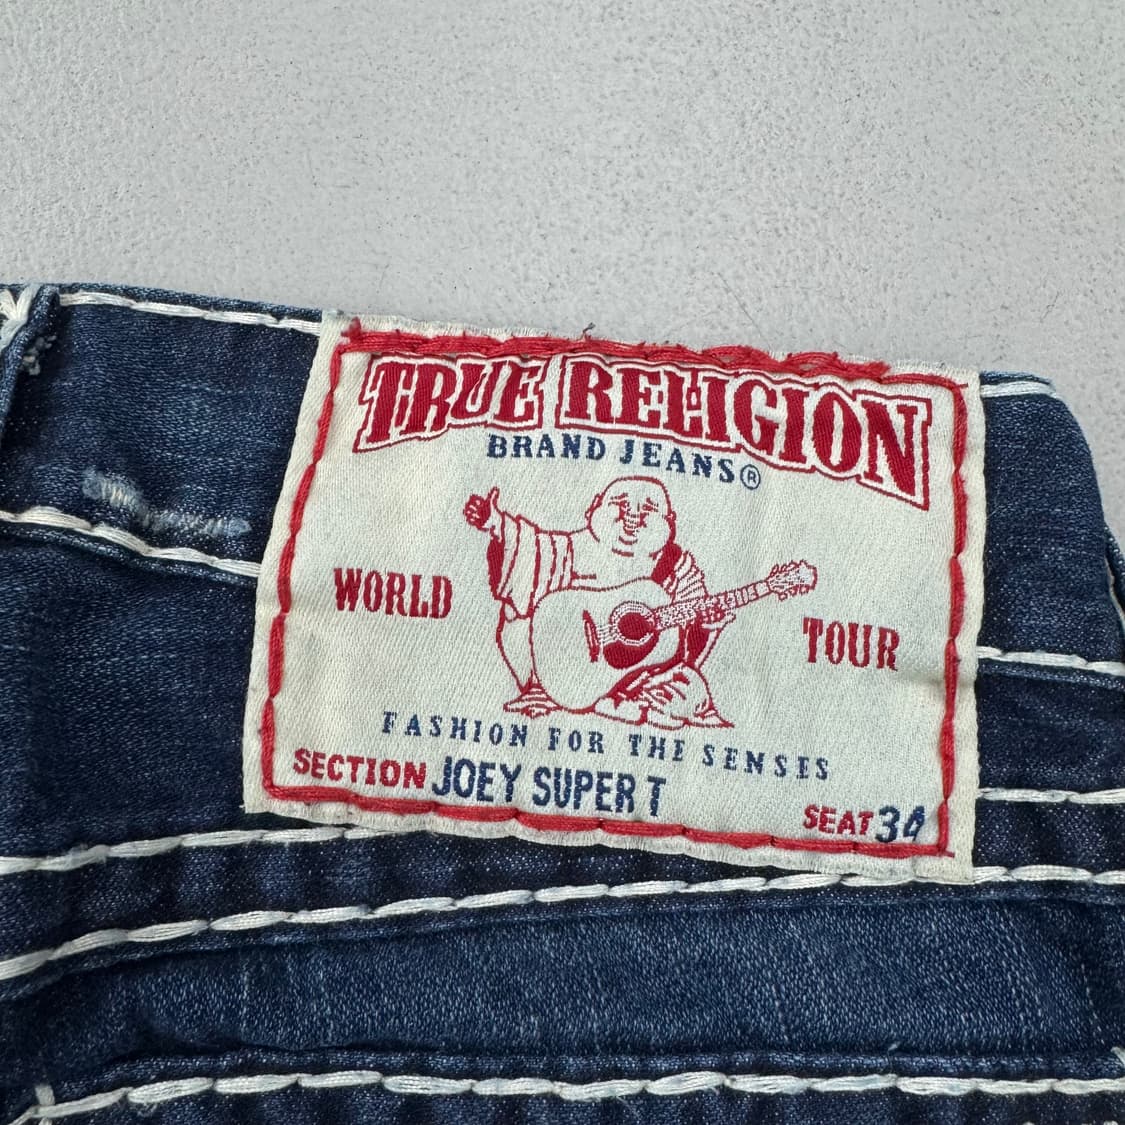 TRUE RELIGION
BRAND JEANS®
WORLD TOUR
FASHION FOR THE SENSES
SECTION JOEY SUPER T
SEAT 34